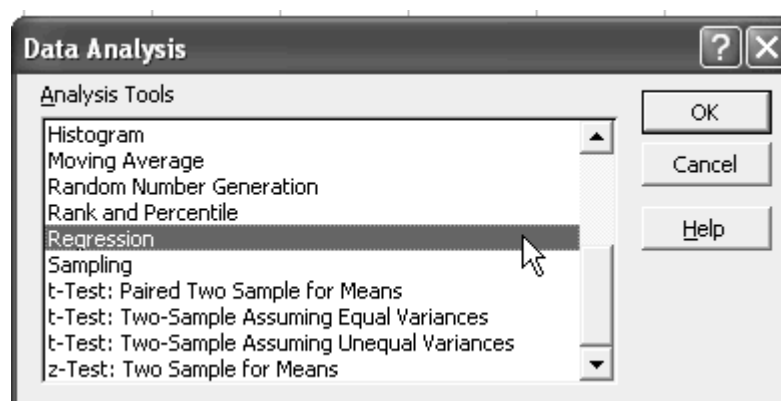 Data Analysis
Analysis Tools
Histogram
Moving Average
Random Number Generation
Rank and Percentile
Regression
Sampling
t-Test: Paired Two Sample for Means
t-Test: Two-Sample Assuming Equal Variances
t-Test: Two-Sample Assuming Unequal Variances
z-Test: Two Sample for Means
OK
Cancel
Help